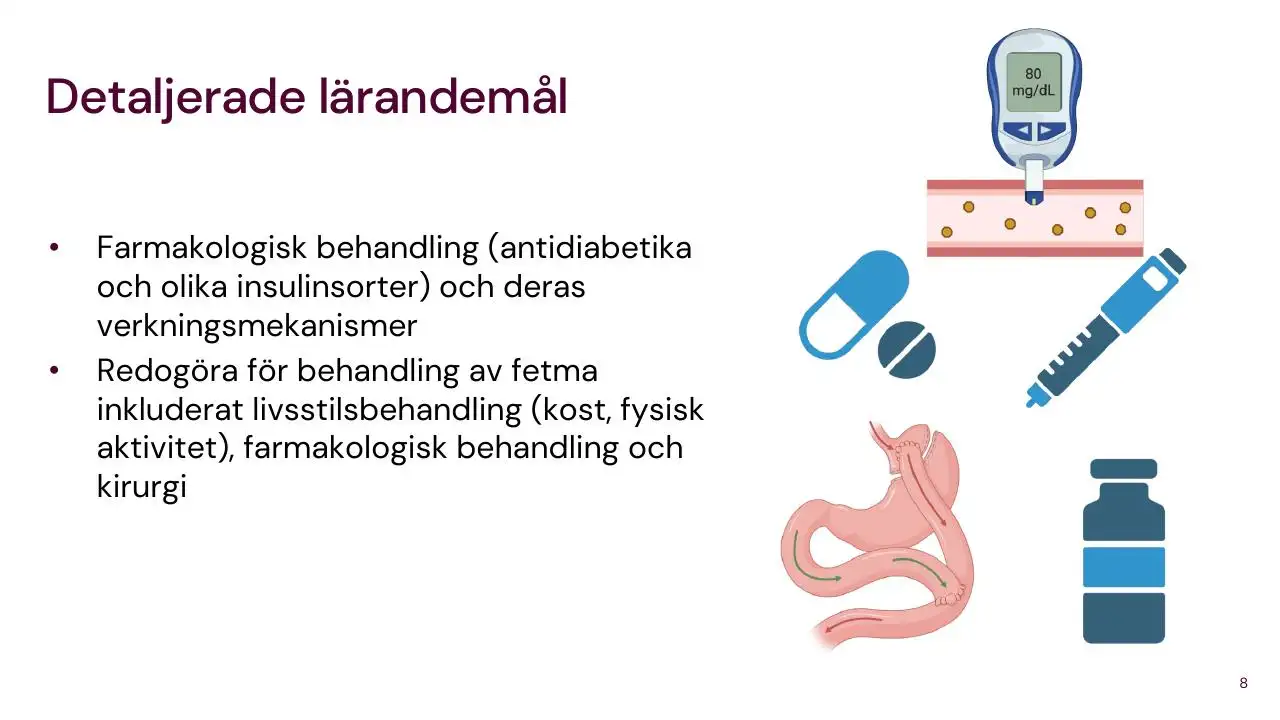 Detaljerade lärandemål
80
mg/dL
• Farmakologisk behandling (antidiabetika
och olika insulinsorter) och deras
verkningsmekanismer
• Redogöra för behandling av fetma
inkluderat livsstilsbehandling (kost, fysisk
aktivitet), farmakologisk behandling och
kirurgi
8